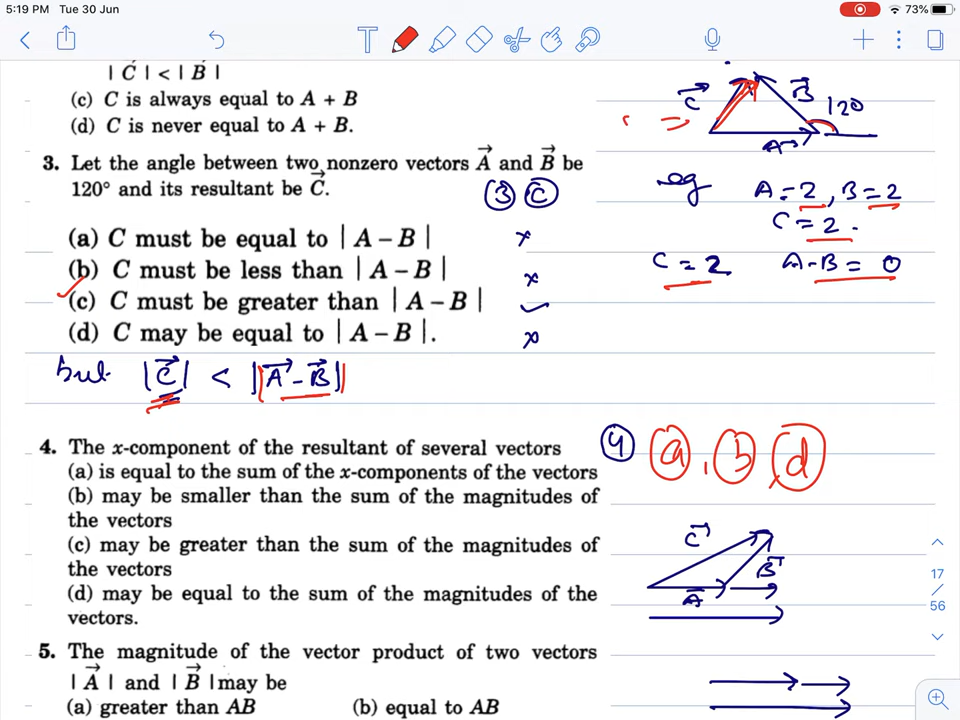 5:19 PM Tue 30 Jun 73%
T
| C | < | B |
(c) C is always equal to A + B
(d) C is never equal to A + B.
C B 120
A
3. Let the angle between two nonzero vectors A and B be
120° and its resultant be C.
3 C
eg A = 2, B = 2
C = 2
(a) C must be equal to | A – B | ×
(b) C must be less than | A – B | ×
C = 2 A-B = 0
(c) C must be greater than | A – B | ✓
(d) C may be equal to | A – B |. ×
but |C| < |A - B|
4. The x-component of the resultant of several vectors
4 a, b, d
(a) is equal to the sum of the x-components of the vectors
(b) may be smaller than the sum of the magnitudes of
the vectors
(c) may be greater than the sum of the magnitudes of
the vectors
C B
A
(d) may be equal to the sum of the magnitudes of the
vectors.
17
/
56
5. The magnitude of the vector product of two vectors
| A | and | B | may be
(a) greater than AB (b) equal to AB